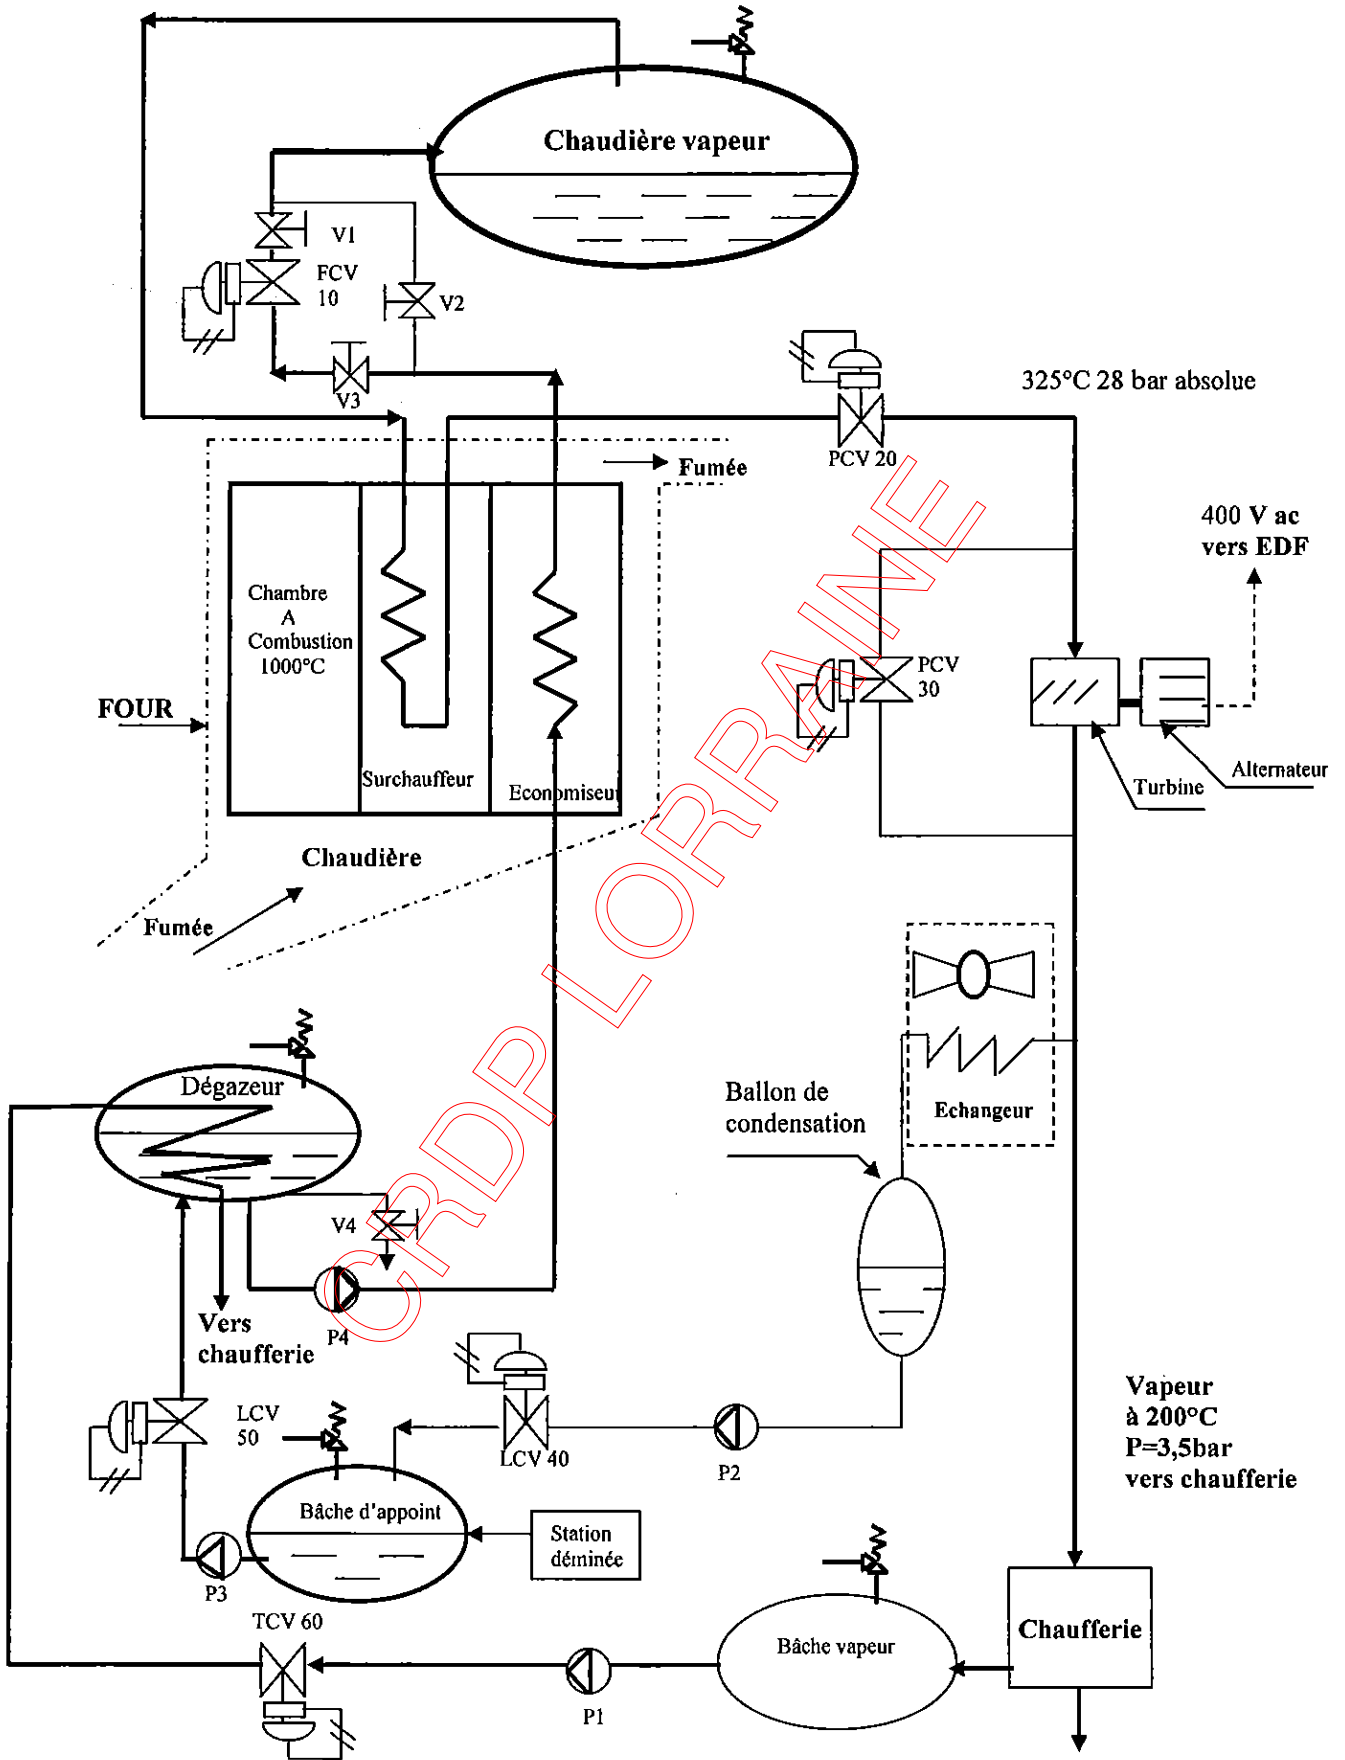 Chaudière vapeur
V1
FCV
10
V2
V3
325°C 28 bar absolue
PCV 20
Fumée
400 V ac
vers EDF
Chambre
A
Combustion
1000°C
PCV
30
FOUR
Surchauffeur
Economiseur
Alternateur
Turbine
Chaudière
Fumée
CRDP LORRAINE
Dégazeur
Ballon de
condensation
Echangeur
V4
Vers
chaufferie
P4
LCV
50
LCV 40
P2
Vapeur
à 200°C
P=3,5bar
vers chaufferie
Bâche d'appoint
Station
déminée
P3
TCV 60
Bâche vapeur
Chaufferie
P1